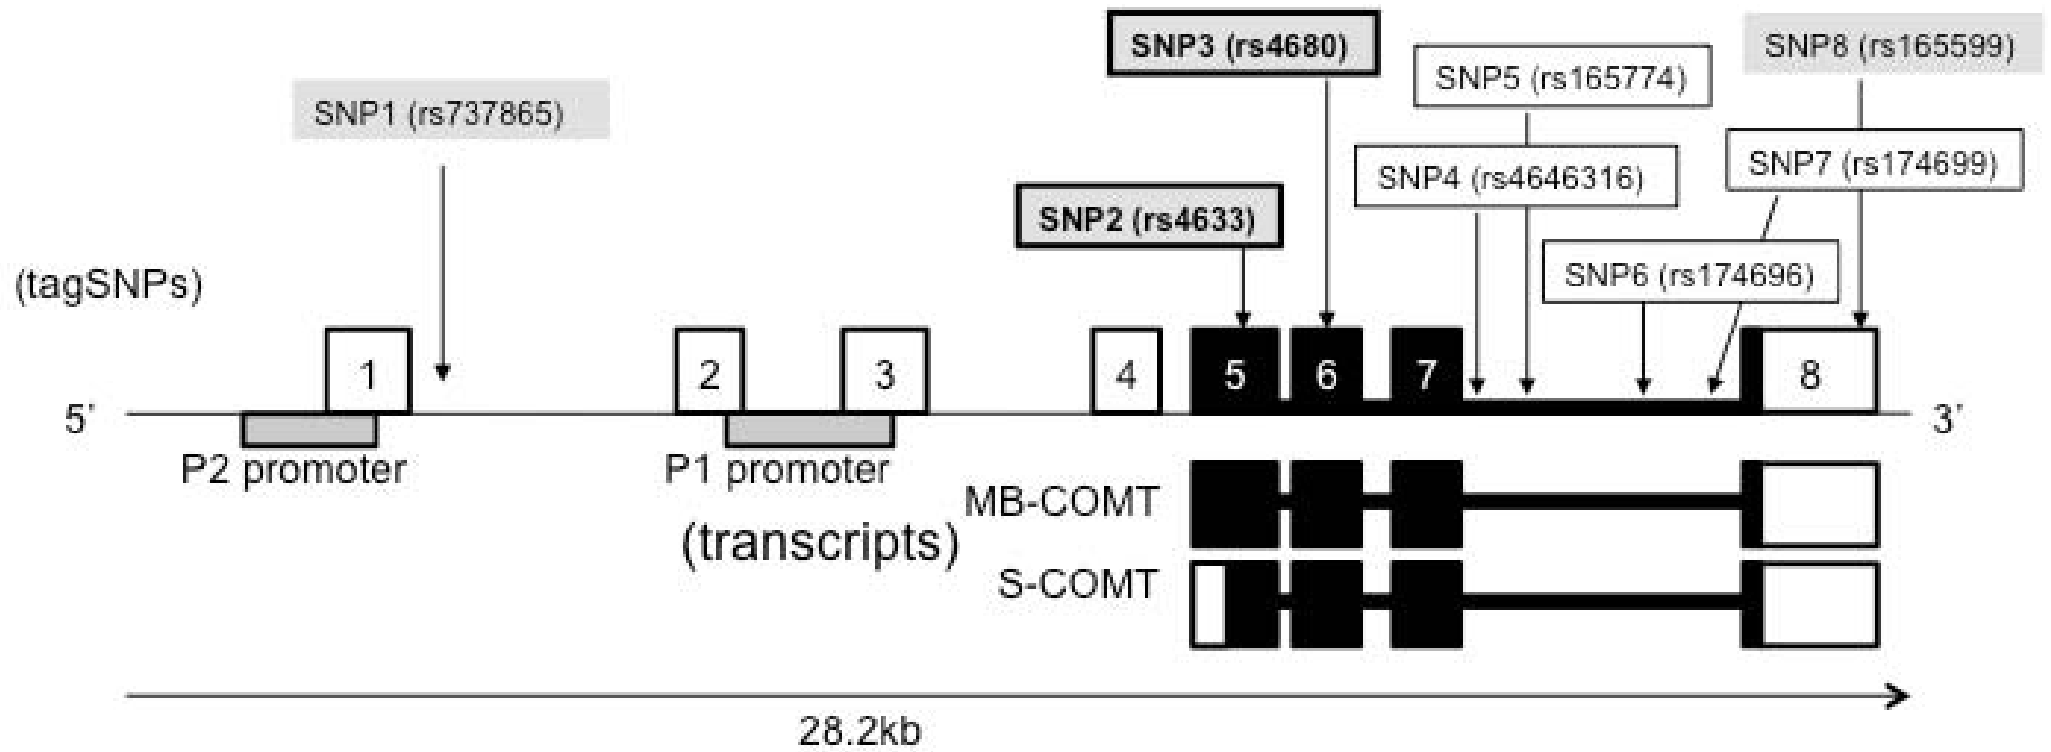 SNP3 (rs4680)
SNP8 (rs165599)
SNP5 (rs165774)
SNP1 (rs737865)
SNP7 (rs174699)
SNP4 (rs4646316)
SNP2 (rs4633)
(tagSNPs)
SNP6 (rs174696)
1
2
3
4
5
6
7
8
5'
3'
P2 promoter
P1 promoter
MB-COMT
(transcripts)
S-COMT
28.2kb